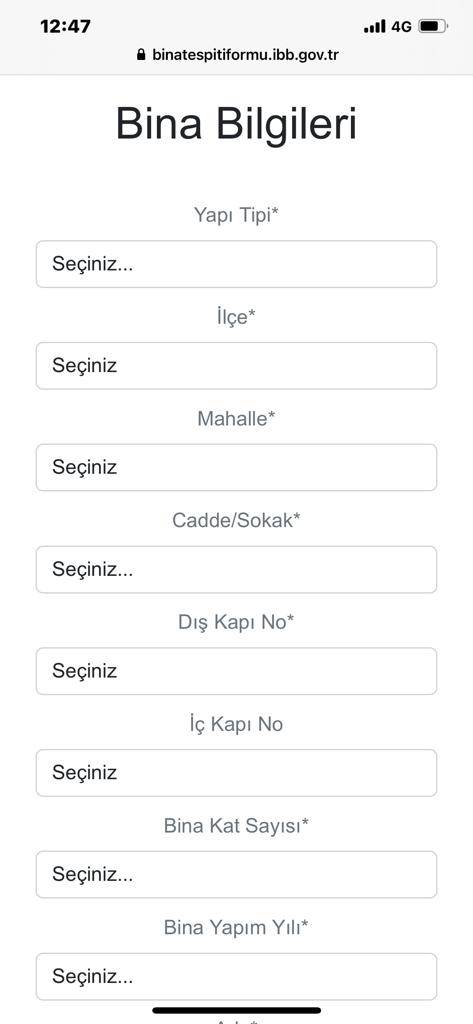 12:47
4G
binatespitiformu.ibb.gov.tr
Bina Bilgileri
Yapı Tipi*
Seçiniz...
İlçe*
Seçiniz
Mahalle*
Seçiniz
Cadde/Sokak*
Seçiniz...
Dış Kapı No*
Seçiniz
İç Kapı No
Seçiniz
Bina Kat Sayısı*
Seçiniz...
Bina Yapım Yılı*
Seçiniz...